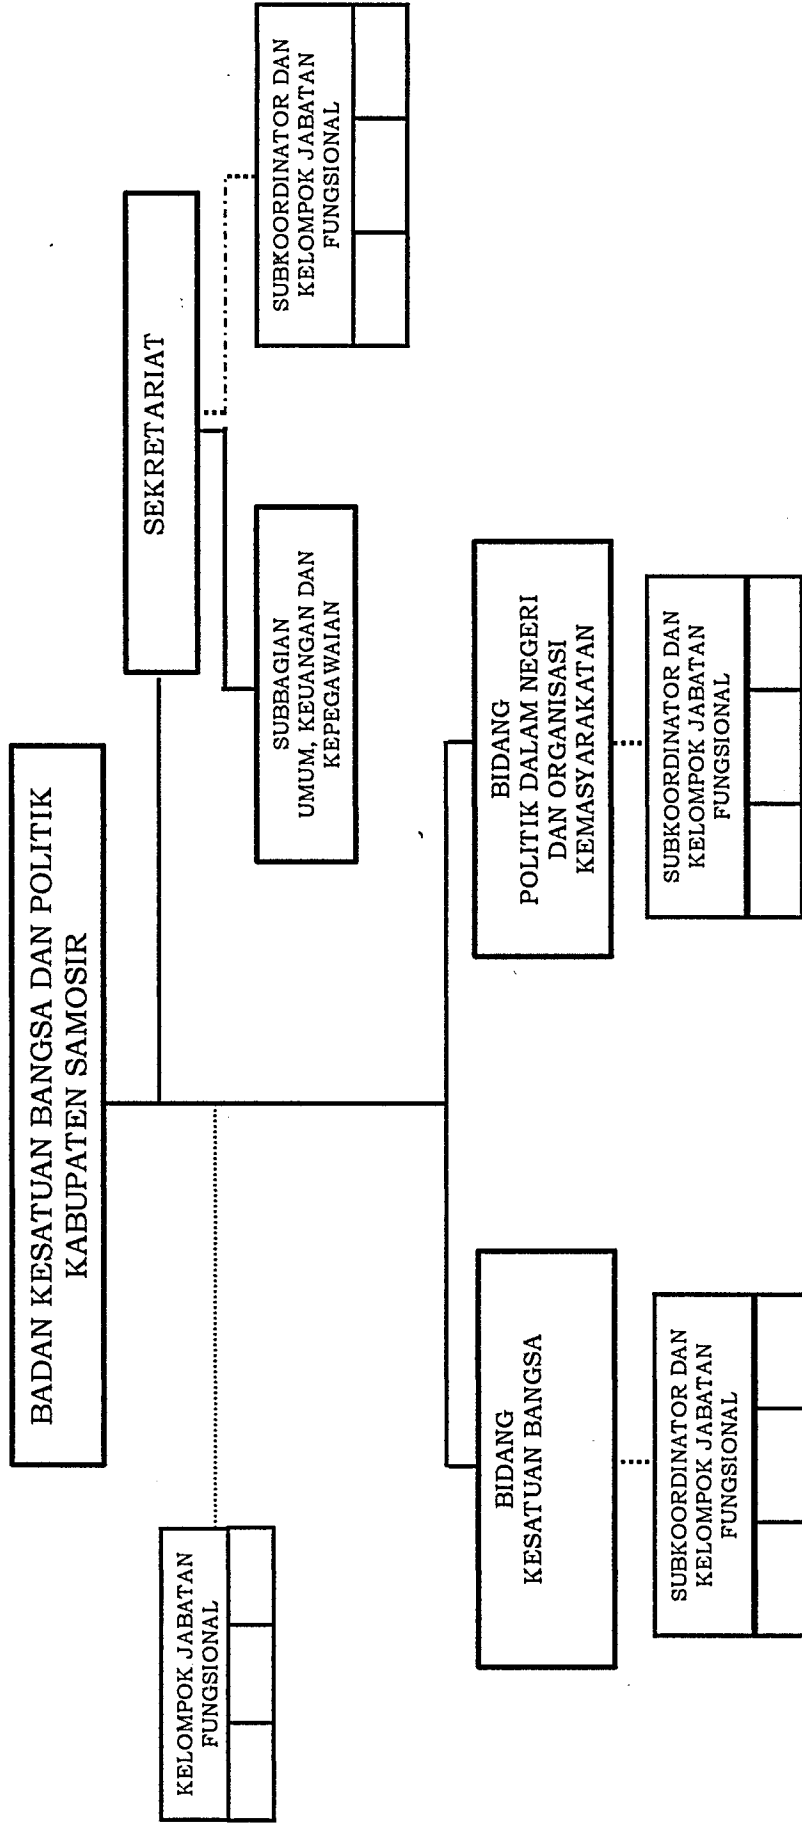 BADAN KESATUAN BANGSA DAN POLITIK
KABUPATEN SAMOSIR
KELOMPOK JABATAN
FUNGSIONAL
SEKRETARIAT
SUBBAGIAN
UMUM, KEUANGAN DAN
KEPEGAWAIAN
SUBKOORDINATOR DAN
KELOMPOK JABATAN
FUNGSIONAL
BIDANG
KESATUAN BANGSA
BIDANG
POLITIK DALAM NEGERI
DAN ORGANISASI
KEMASYARAKATAN
SUBKOORDINATOR DAN
KELOMPOK JABATAN
FUNGSIONAL
SUBKOORDINATOR DAN
KELOMPOK JABATAN
FUNGSIONAL